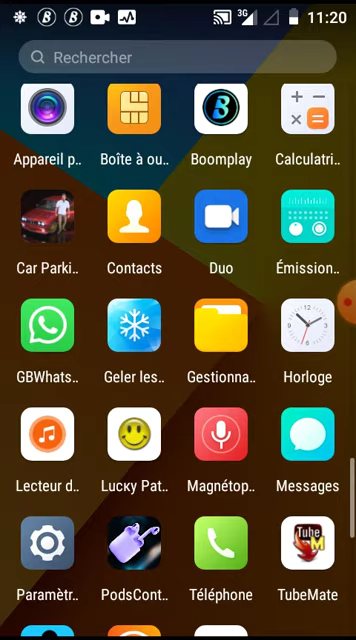 3G 11:20
Rechercher
Appareil p.. Boîte à ou.. Boomplay Calculatri..
Car Parki.. Contacts Duo Émission..
GBWhats.. Geler les.. Gestionna.. Horloge
Lecteur d.. Lucky Pat.. Magnétop.. Messages
Tube
M
Paramètr.. PodsCont.. Téléphone TubeMate